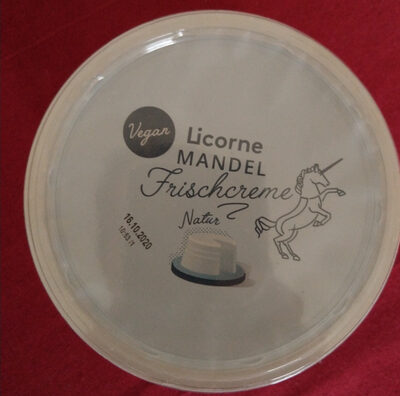 Vegan
Licorne
MANDEL
Frischcreme
Natur
18.10.2020